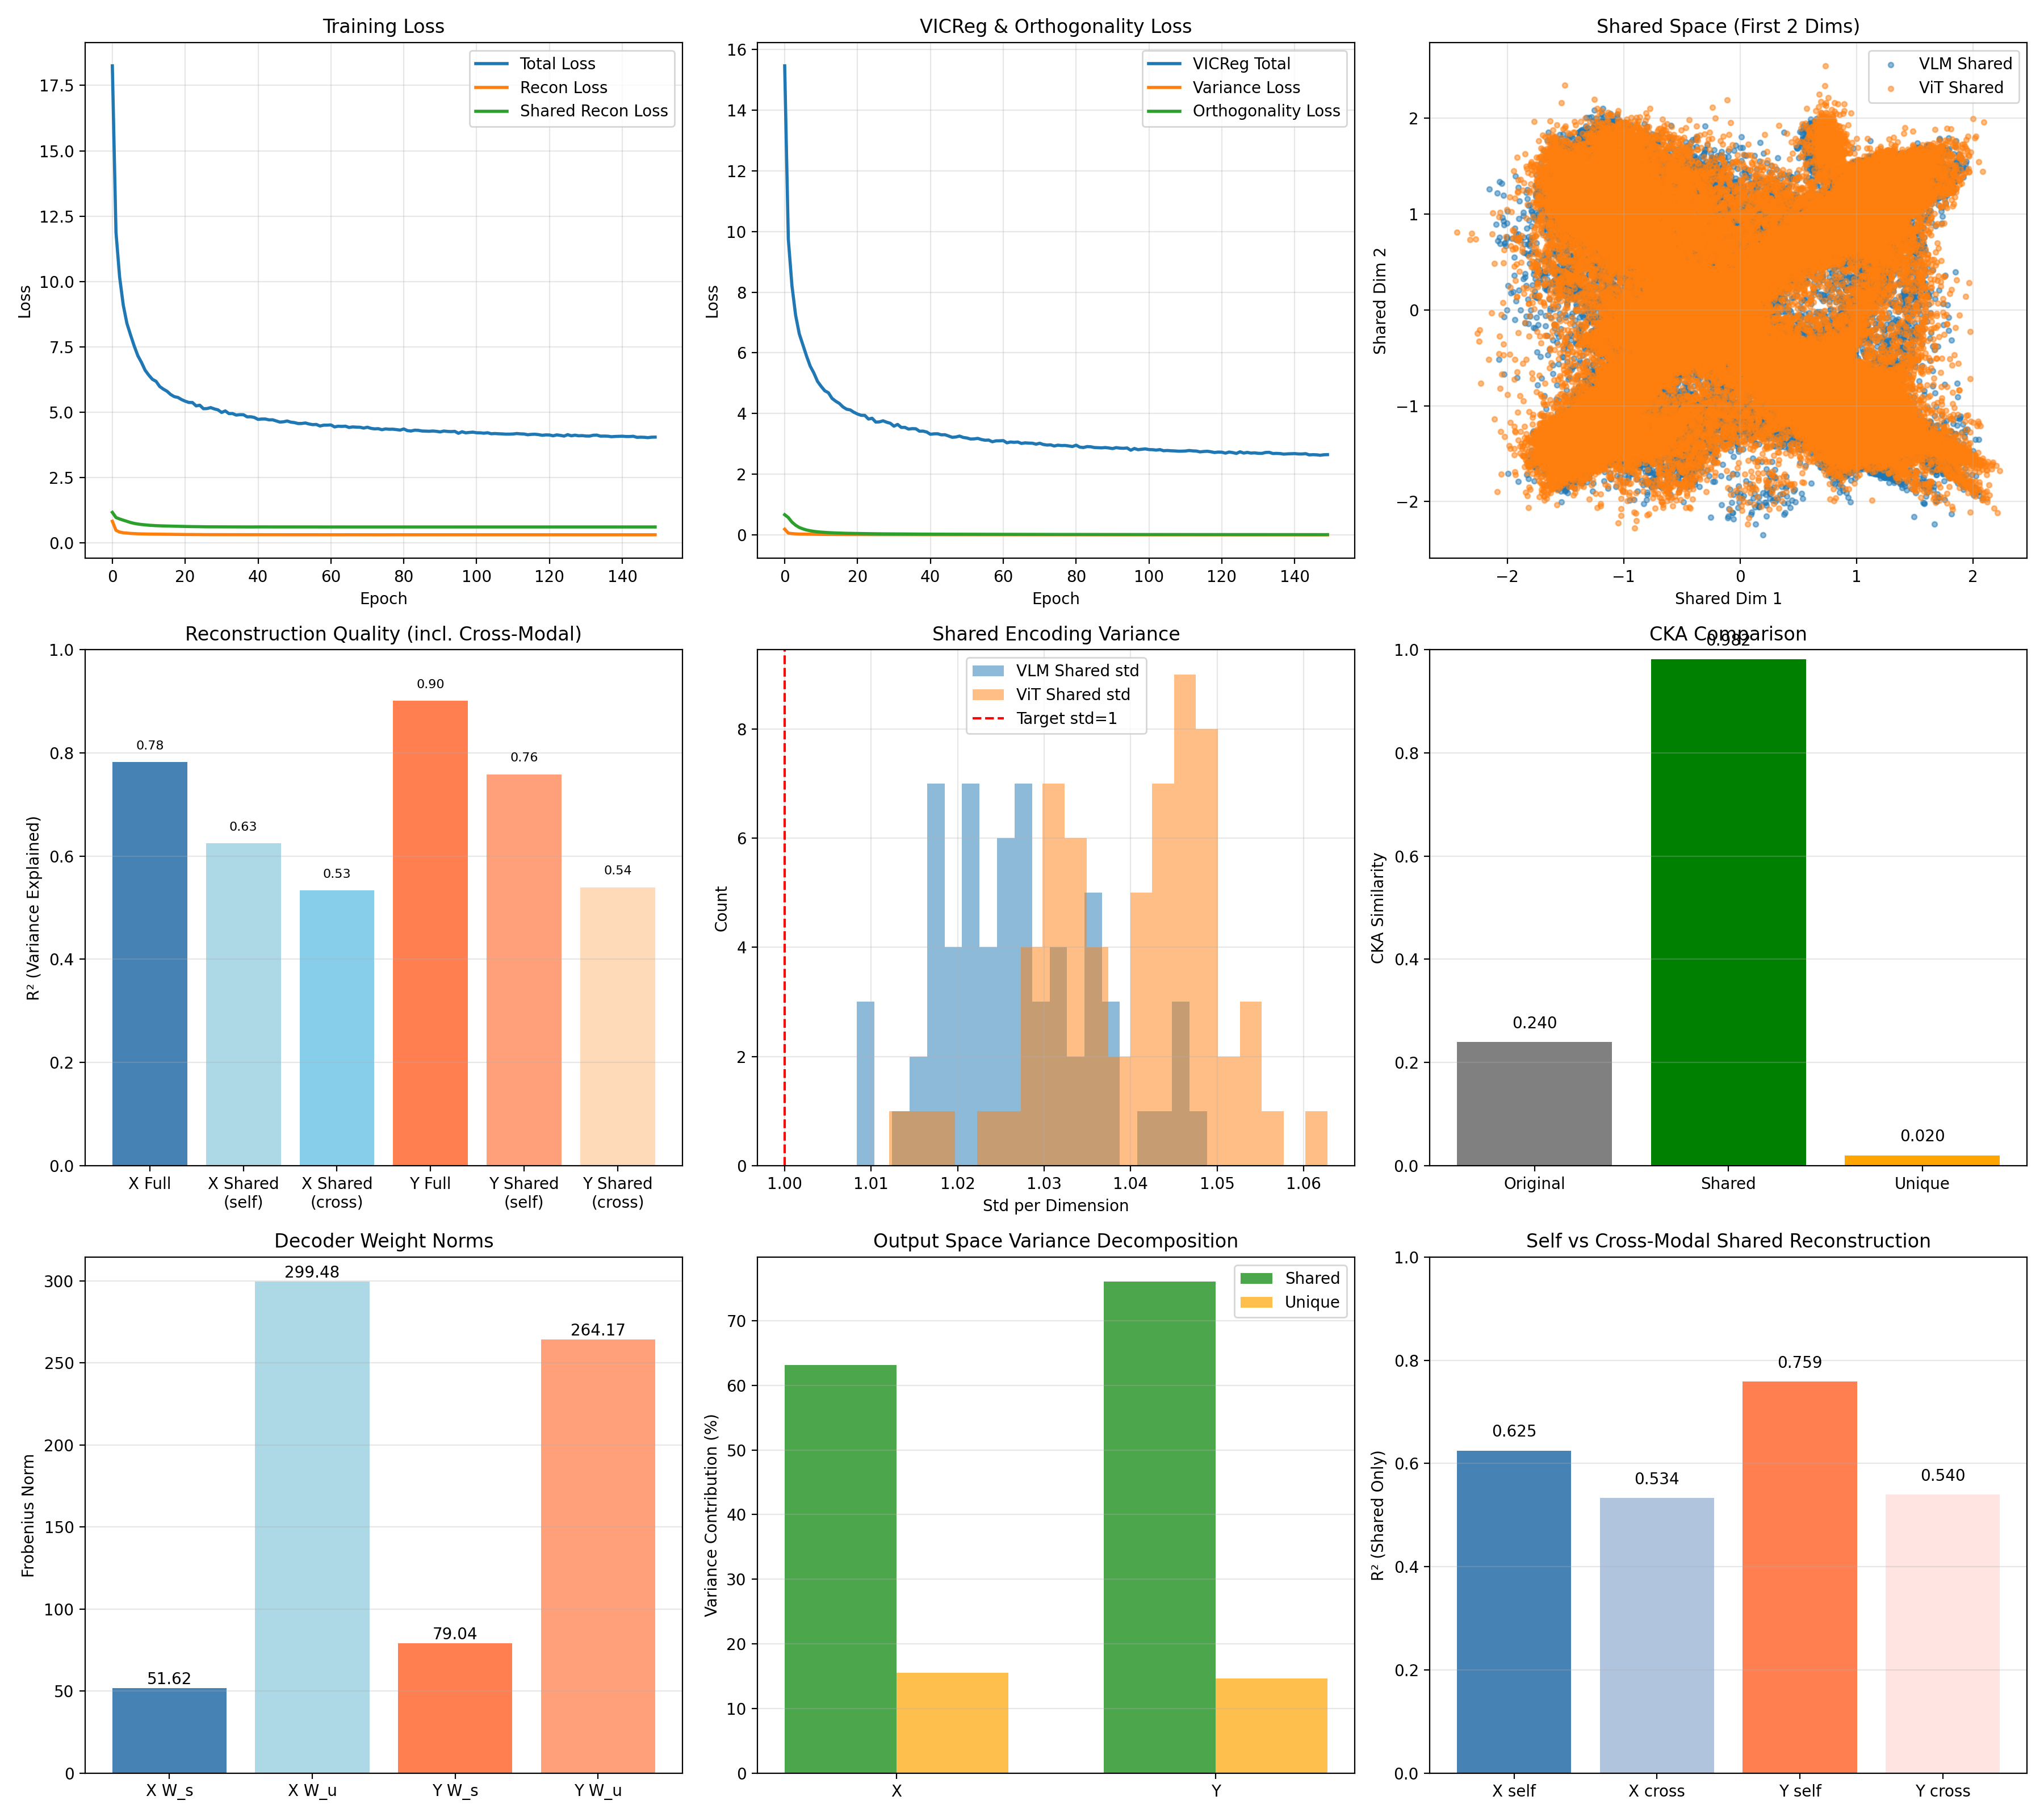 Training Loss
Total Loss
Recon Loss
Shared Recon Loss
17.5
15.0
12.5
10.0
7.5
5.0
2.5
0.0
Loss
0 20 40 60 80 100 120 140
Epoch
VICReg & Orthogonality Loss
VICReg Total
Variance Loss
Orthogonality Loss
16
14
12
10
8
6
4
2
0
Loss
0 20 40 60 80 100 120 140
Epoch
Shared Space (First 2 Dims)
VLM Shared
ViT Shared
2
1
0
−1
−2
Shared Dim 2
−2 −1 0 1 2
Shared Dim 1
Reconstruction Quality (incl. Cross-Modal)
1.0
0.8
0.6
0.4
0.2
0.0
R² (Variance Explained)
0.78
0.63
0.53
0.90
0.76
0.54
X Full
X Shared
(self)
X Shared
(cross)
Y Full
Y Shared
(self)
Y Shared
(cross)
Shared Encoding Variance
VLM Shared std
ViT Shared std
Target std=1
8
6
4
2
0
Count
1.00 1.01 1.02 1.03 1.04 1.05 1.06
Std per Dimension
CKA Comparison
0.982
1.0
0.8
0.6
0.4
0.2
0.0
CKA Similarity
0.240
0.020
Original Shared Unique
Decoder Weight Norms
300
250
200
150
100
50
0
Frobenius Norm
51.62
299.48
79.04
264.17
X W_s X W_u Y W_s Y W_u
Output Space Variance Decomposition
Shared
Unique
70
60
50
40
30
20
10
0
Variance Contribution (%)
X Y
Self vs Cross-Modal Shared Reconstruction
1.0
0.8
0.6
0.4
0.2
0.0
R² (Shared Only)
0.625
0.534
0.759
0.540
X self X cross Y self Y cross